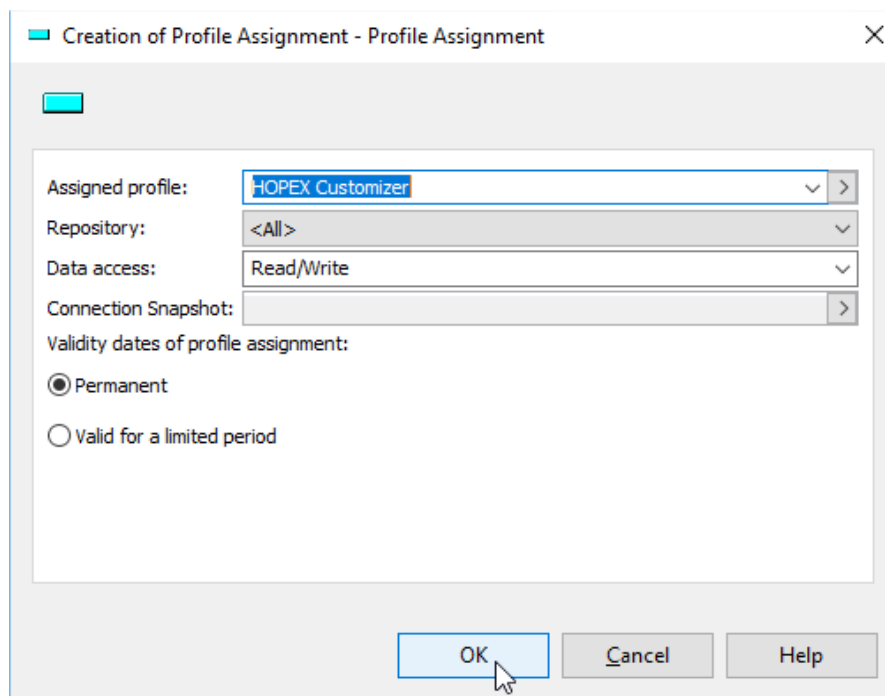 Creation of Profile Assignment - Profile Assignment
Assigned profile: HOPEX Customizer
Repository: <All>
Data access: Read/Write
Connection Snapshot:
Validity dates of profile assignment:
Permanent
Valid for a limited period
OK Cancel Help